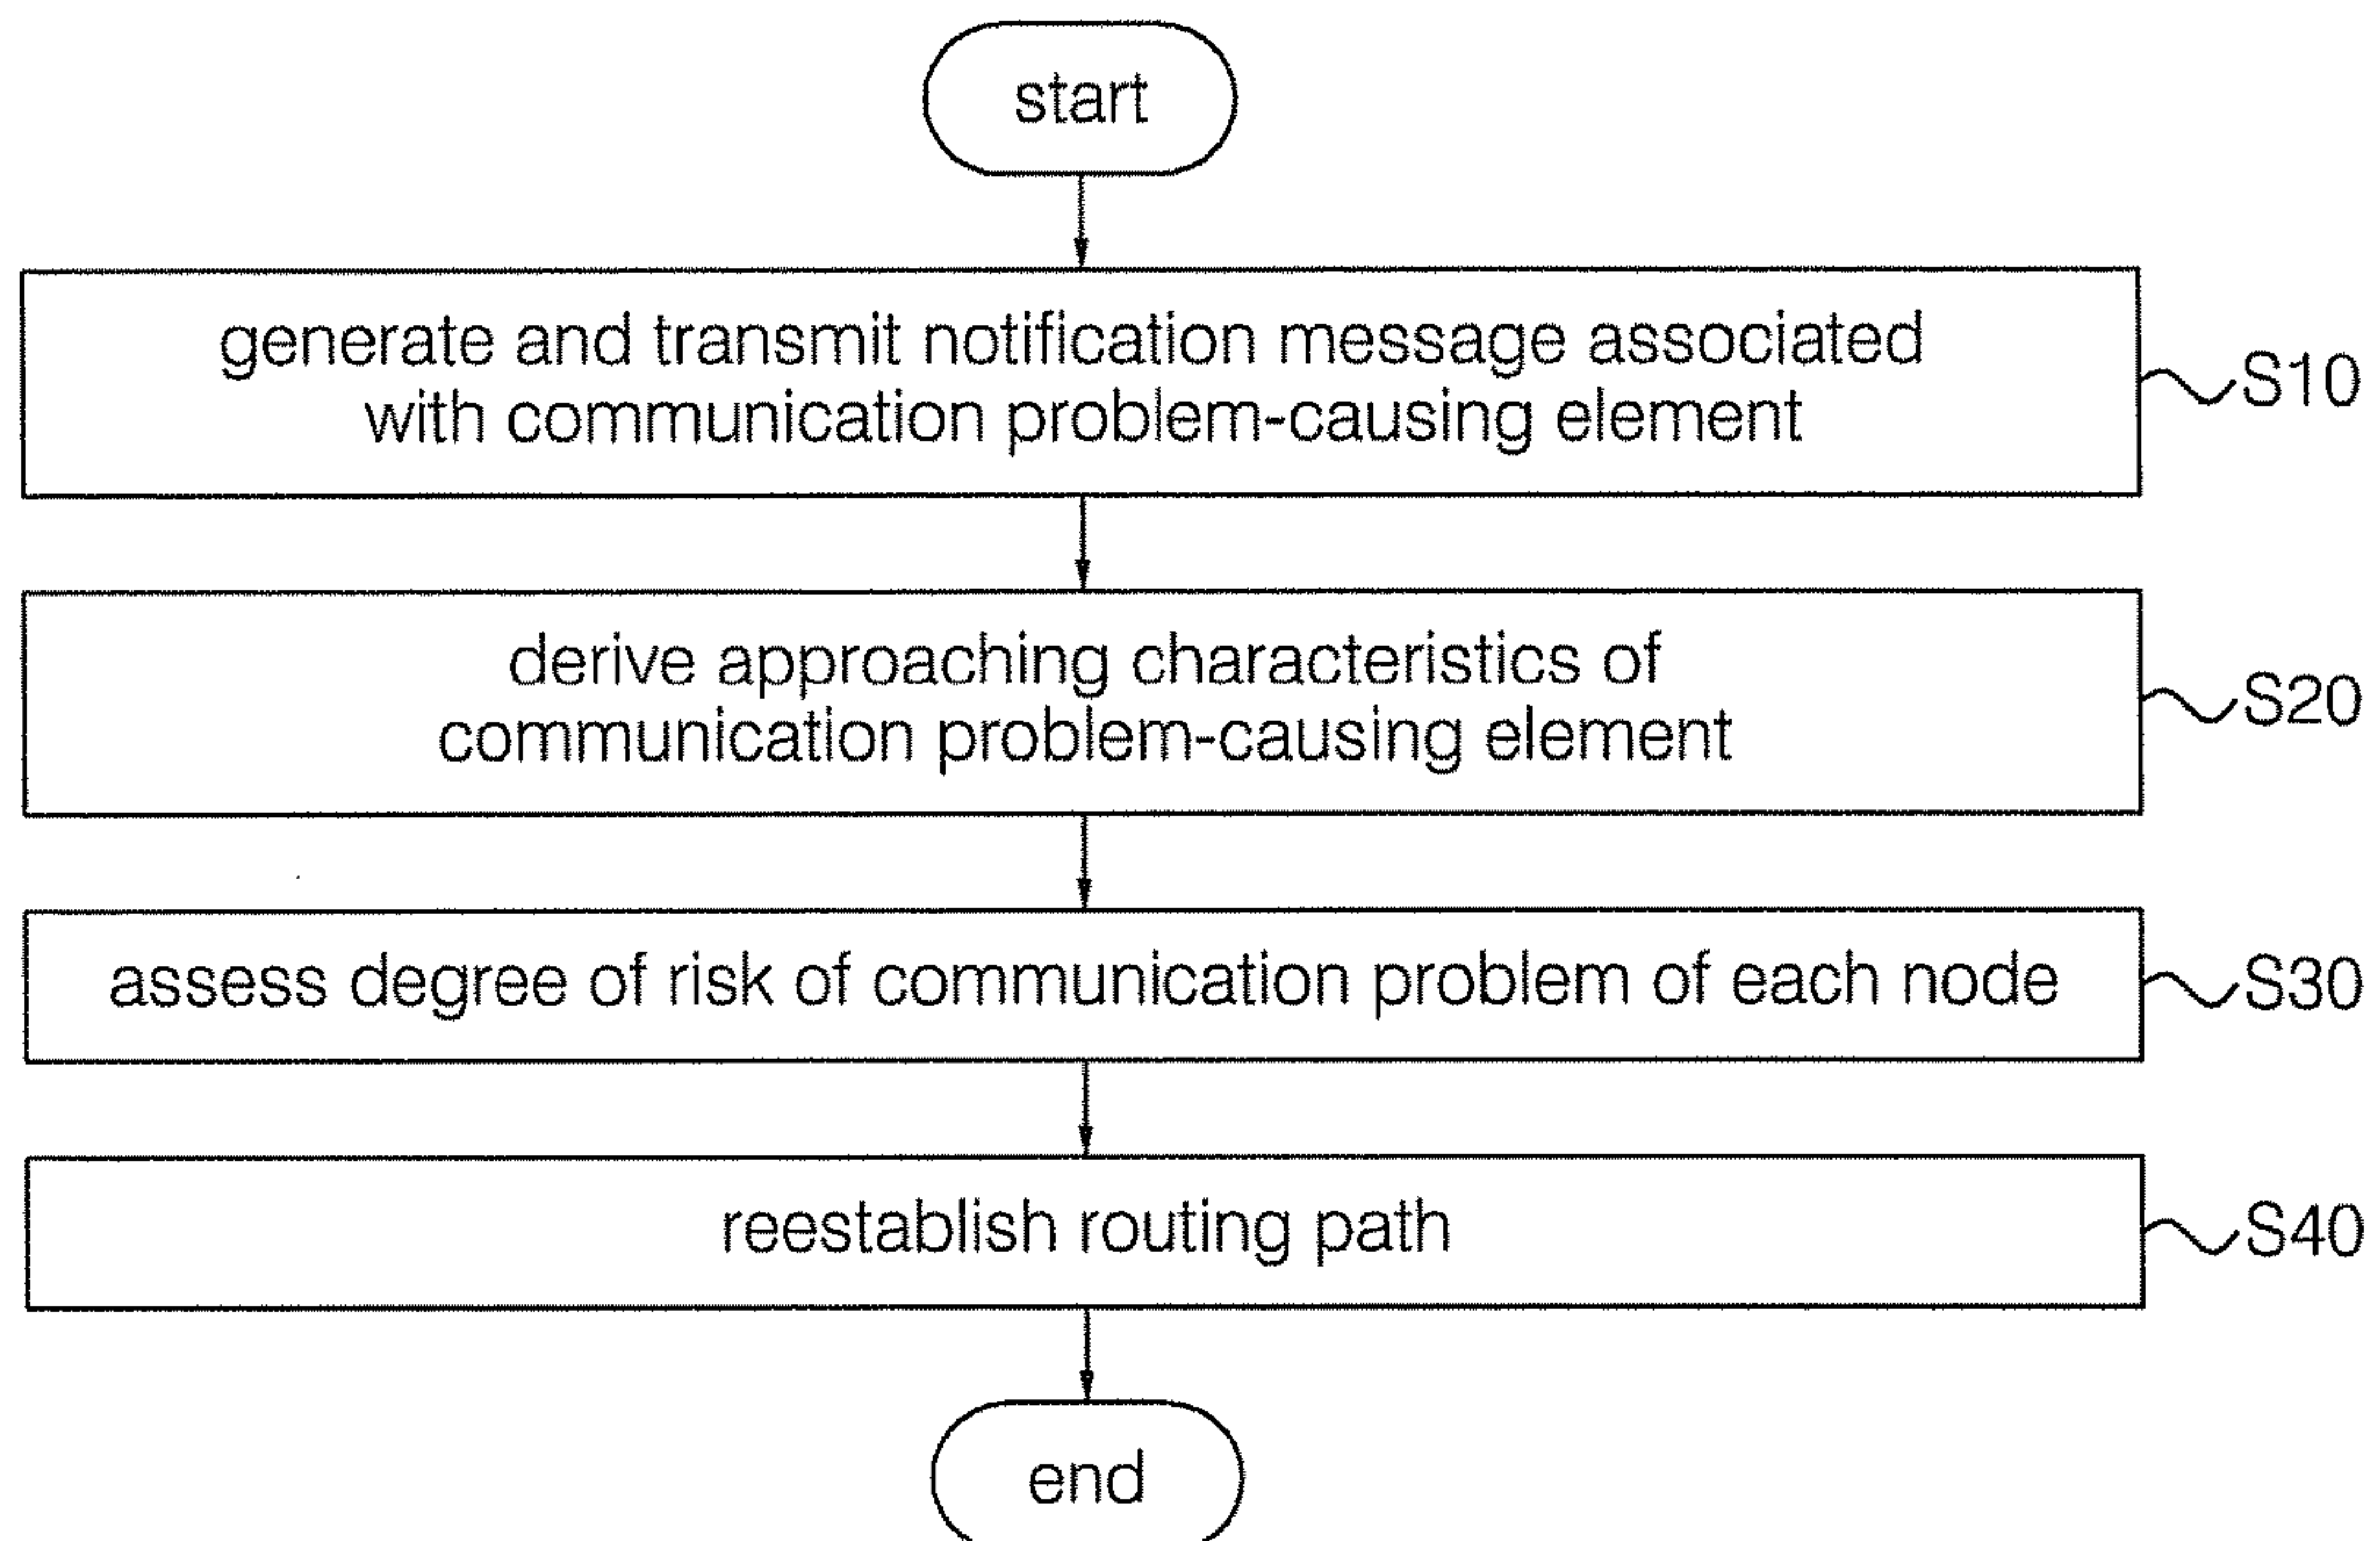 start
generate and transmit notification message associated
with communication problem-causing element
S10
derive approaching characteristics of
communication problem-causing element
S20
assess degree of risk of communication problem of each node
S30
reestablish routing path
S40
end